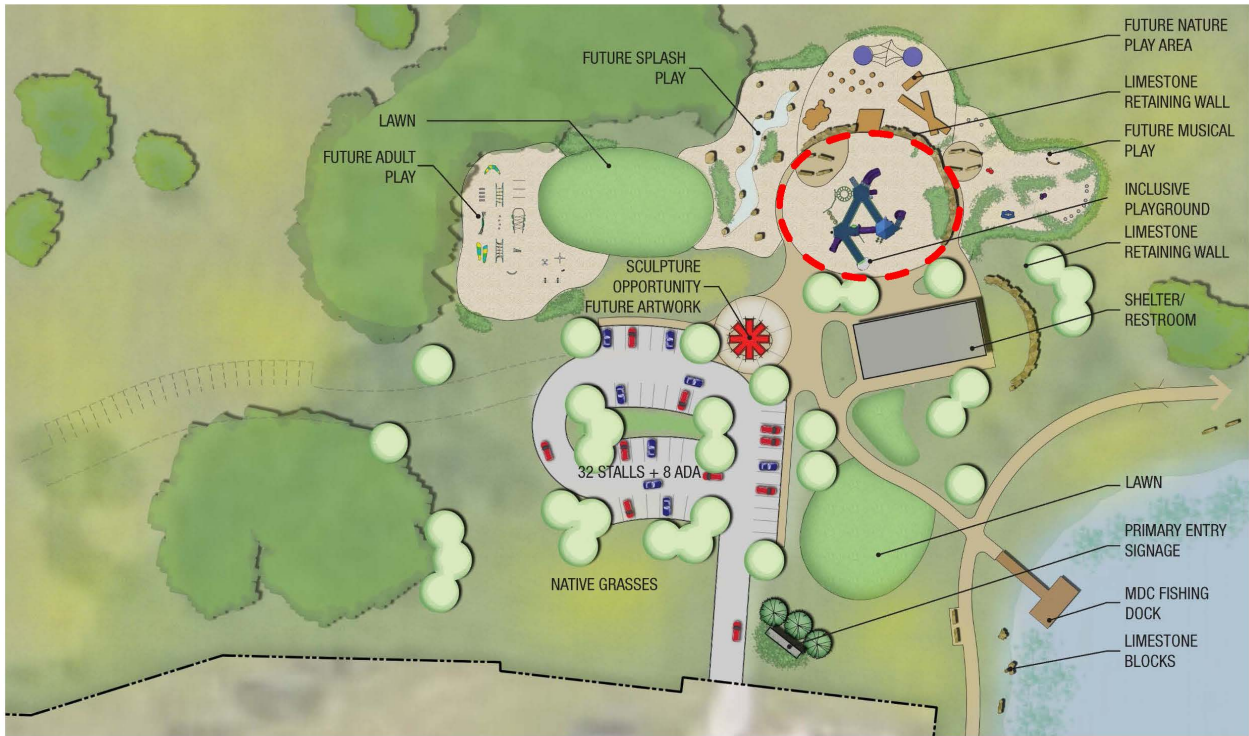 FUTURE NATURE
PLAY AREA
FUTURE SPLASH
PLAY
LIMESTONE
RETAINING WALL
LAWN
FUTURE MUSICAL
PLAY
FUTURE ADULT
PLAY
INCLUSIVE
PLAYGROUND
LIMESTONE
RETAINING WALL
SCULPTURE
OPPORTUNITY
FUTURE ARTWORK
SHELTER/
RESTROOM
32 STALLS + 8 ADA
LAWN
PRIMARY ENTRY
SIGNAGE
NATIVE GRASSES
MDC FISHING
DOCK
LIMESTONE
BLOCKS